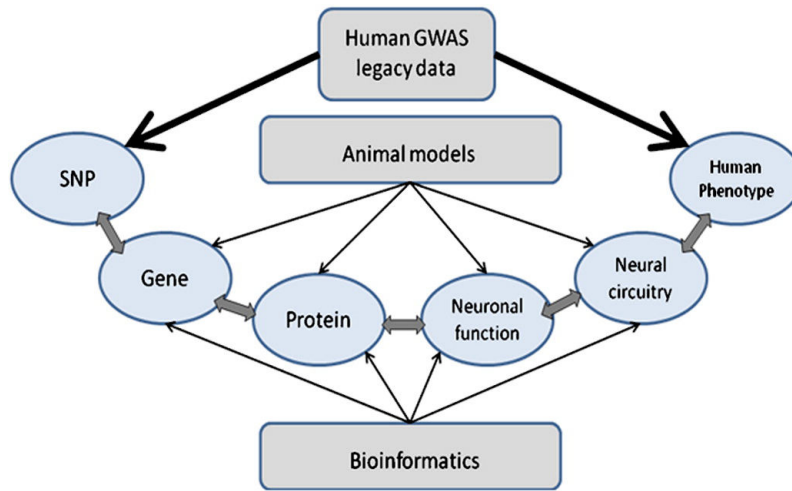 Human GWAS
legacy data
Animal models
SNP
Human
Phenotype
Gene
Protein
Neuronal
function
Neural
circuitry
Bioinformatics